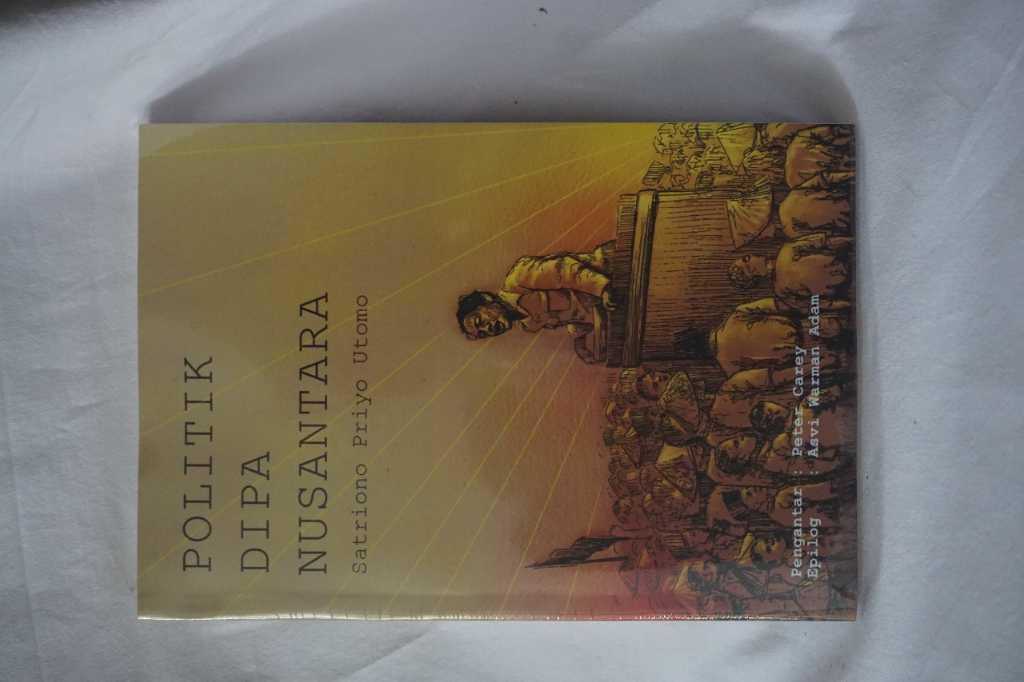 POLITIK
DIPA
NUSANTARA
Satriono Priyo Utomo
Pengantar : Peter Carey
Epilog : Asvi Warman Adam